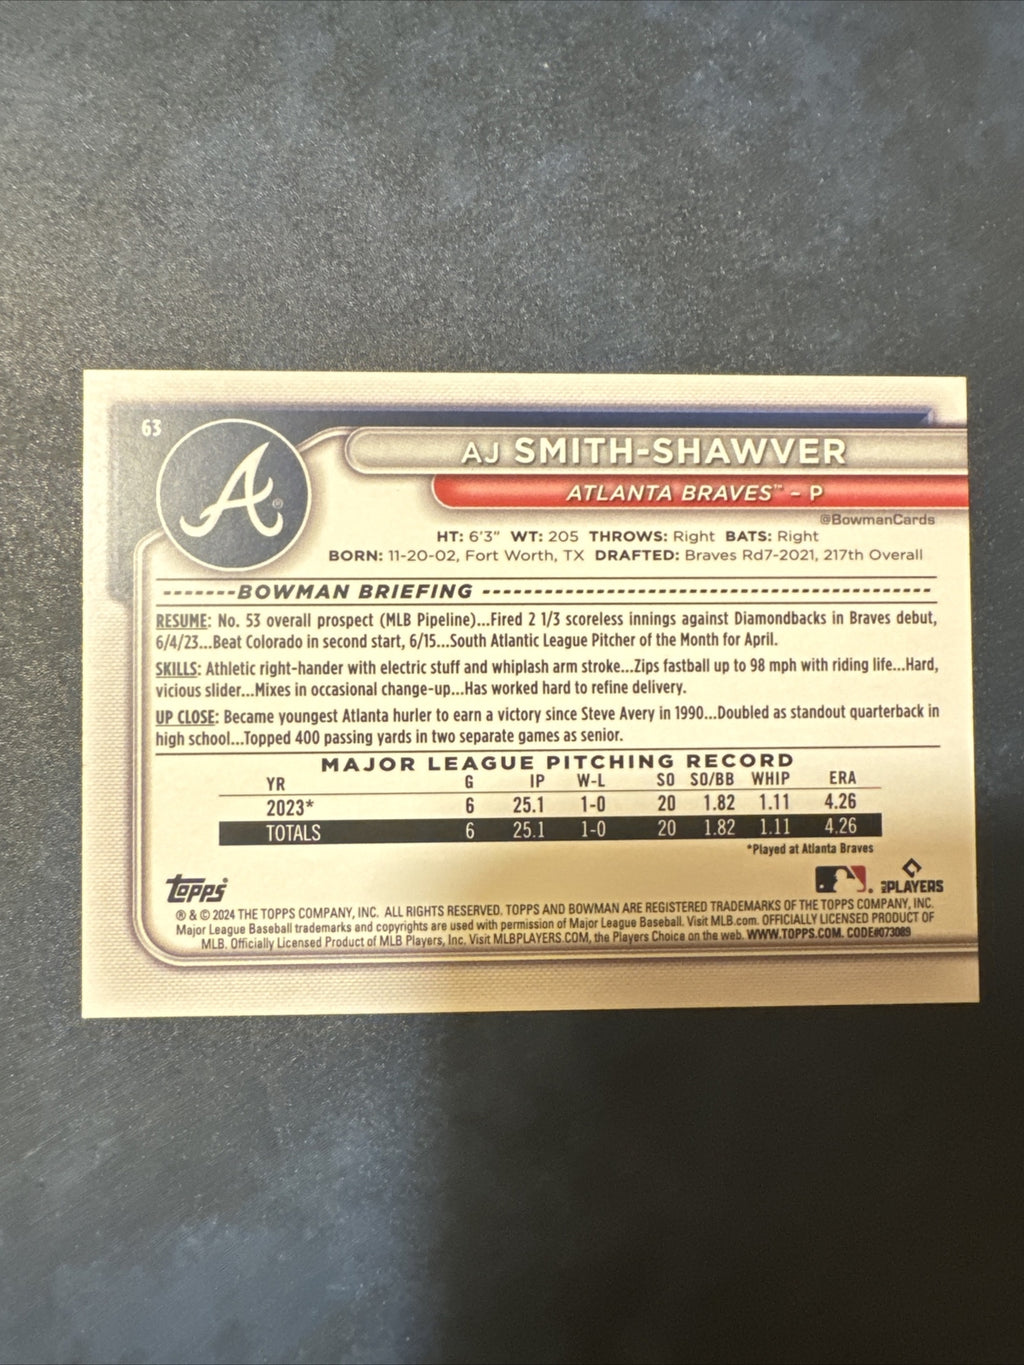 63
A®
AJ SMITH-SHAWVER
ATLANTA BRAVES™ – P
@BowmanCards
HT: 6'3" WT: 205 THROWS: Right BATS: Right
BORN: 11-20-02, Fort Worth, TX DRAFTED: Braves Rd7-2021, 217th Overall
BOWMAN BRIEFING
RESUME: No. 53 overall prospect (MLB Pipeline)...Fired 2 1/3 scoreless innings against Diamondbacks in Braves debut,
6/4/23...Beat Colorado in second start, 6/15...South Atlantic League Pitcher of the Month for April.
SKILLS: Athletic right-hander with electric stuff and whiplash arm stroke...Zips fastball up to 98 mph with riding life...Hard,
vicious slider...Mixes in occasional change-up...Has worked hard to refine delivery.
UP CLOSE: Became youngest Atlanta hurler to earn a victory since Steve Avery in 1990...Doubled as standout quarterback in
high school...Topped 400 passing yards in two separate games as senior.
MAJOR LEAGUE PITCHING RECORD
YR G IP W-L SO SO/BB WHIP ERA
2023* 6 25.1 1-0 20 1.82 1.11 4.26
TOTALS 6 25.1 1-0 20 1.82 1.11 4.26
*Played at Atlanta Braves
topps
MLB PLAYERS
® & © 2024 THE TOPPS COMPANY, INC. ALL RIGHTS RESERVED. TOPPS AND BOWMAN ARE REGISTERED TRADEMARKS OF THE TOPPS COMPANY, INC.
Major League Baseball trademarks and copyrights are used with permission of Major League Baseball. Visit MLB.com. OFFICIALLY LICENSED PRODUCT OF
MLB. Officially Licensed Product of MLB Players, Inc. Visit MLBPLAYERS.COM, the Players Choice on the web. WWW.TOPPS.COM. CODE#073089